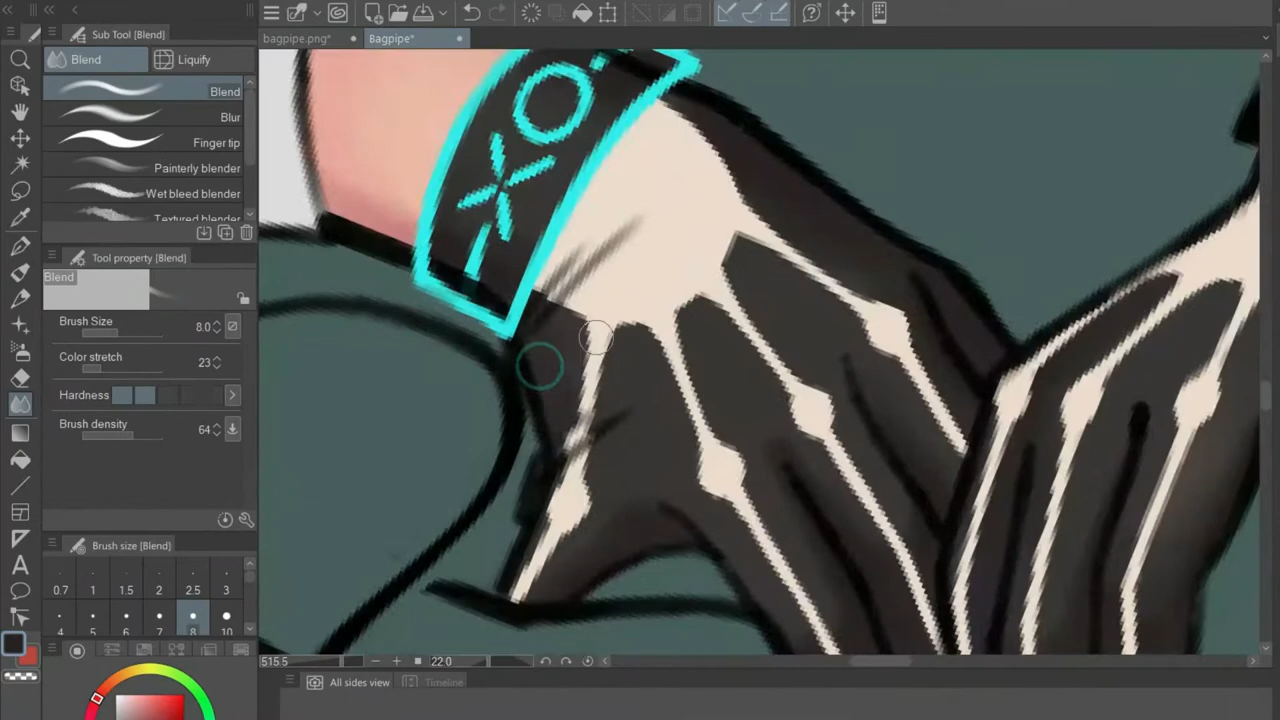 Sub Tool [Blend]
bagpipe.png*
Bagpipe*
Blend
Liquify
Blend
Blur
Finger tip
Painterly blender
Wet bleed blender
Textured blender
Tool property [Blend]
Blend
Brush Size
8.0
Color stretch
23
Hardness
Brush density
64
Brush size [Blend]
0.7
1
1.5
2
2.5
3
4
5
6
7
8
10
515.5
22.0
All sides view
Timeline